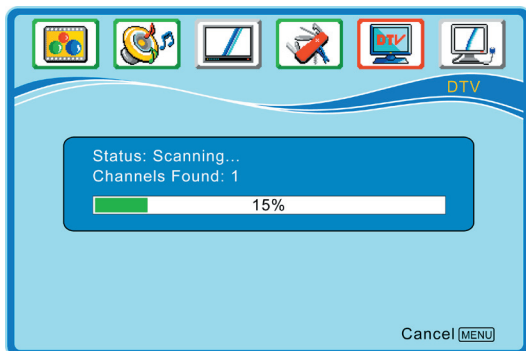 DTV
DTV
Status: Scanning...
Channels Found: 1
15%
Cancel MENU